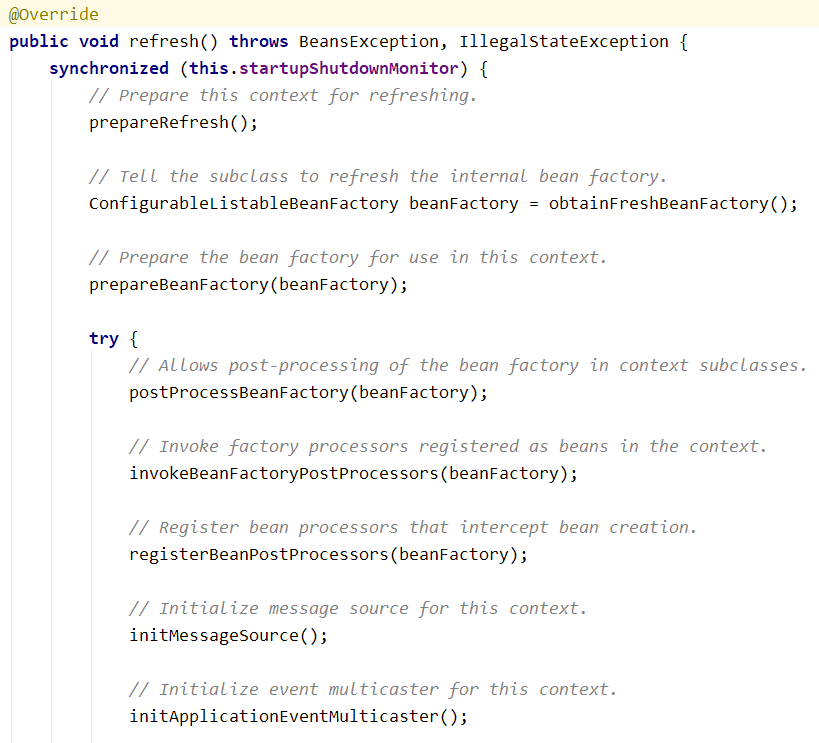 @Override
public void refresh() throws BeansException, IllegalStateException {
synchronized (this.startupShutdownMonitor) {
// Prepare this context for refreshing.
prepareRefresh();
// Tell the subclass to refresh the internal bean factory.
ConfigurableListableBeanFactory beanFactory = obtainFreshBeanFactory();
// Prepare the bean factory for use in this context.
prepareBeanFactory(beanFactory);
try {
// Allows post-processing of the bean factory in context subclasses.
postProcessBeanFactory(beanFactory);
// Invoke factory processors registered as beans in the context.
invokeBeanFactoryPostProcessors(beanFactory);
// Register bean processors that intercept bean creation.
registerBeanPostProcessors(beanFactory);
// Initialize message source for this context.
initMessageSource();
// Initialize event multicaster for this context.
initApplicationEventMulticaster();